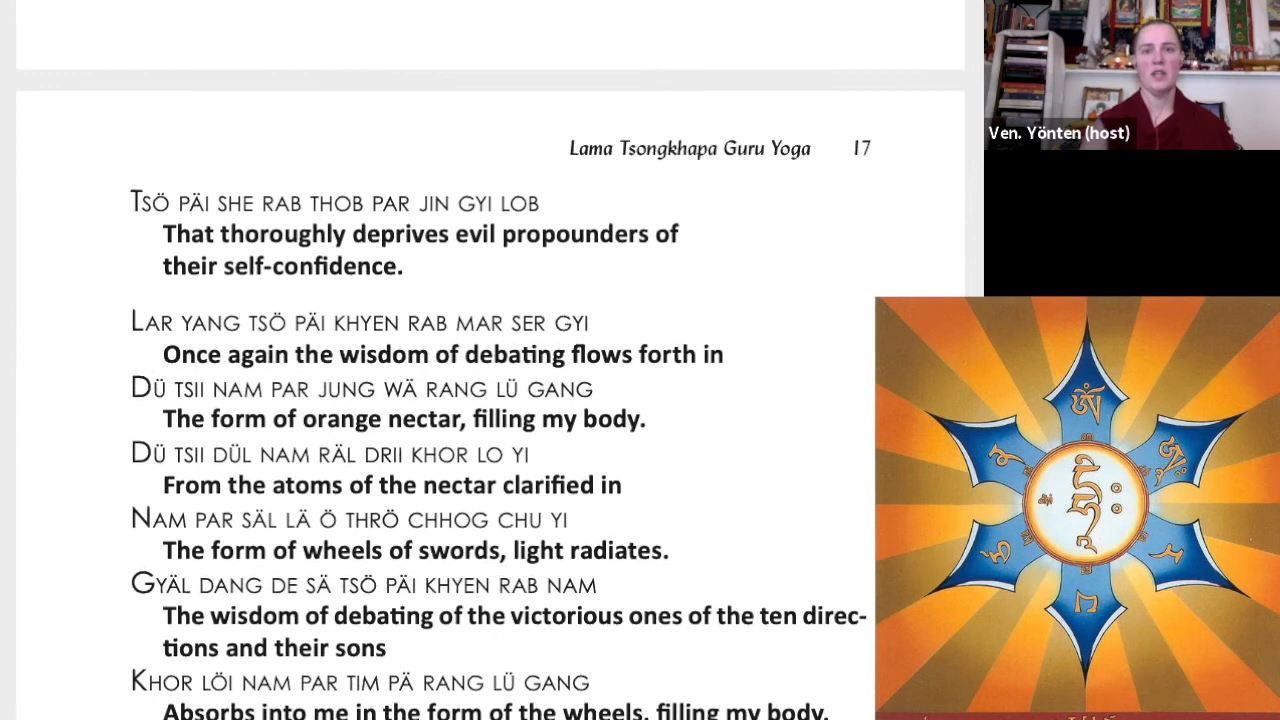 Ven. Yönten (host)
Lama Tsongkhapa Guru Yoga 17
TSÖ PÄI SHE RAB THOB PAR JIN GYI LOB
That thoroughly deprives evil propounders of
their self-confidence.
LAR YANG TSÖ PÄI KHYEN RAB MAR SER GYI
Once again the wisdom of debating flows forth in
DÜ TSII NAM PAR JUNG WÄ RANG LÜ GANG
The form of orange nectar, filling my body.
DÜ TSII DÜL NAM RÄL DRII KHOR LO YI
From the atoms of the nectar clarified in
NAM PAR SÄL LÄ Ö THRÖ CHHOG CHU YI
The form of wheels of swords, light radiates.
GYÄL DANG DE SÄ TSÖ PÄI KHYEN RAB NAM
The wisdom of debating of the victorious ones of the ten direc-
tions and their sons
KHOR LÖI NAM PAR TIM PÄ RANG LÜ GANG
Absorbs into me in the form of the wheels, filling my body.